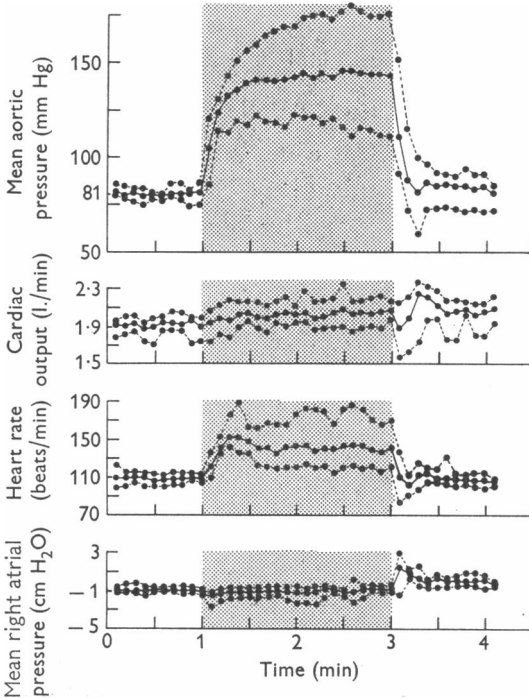 Mean aortic
pressure (mm Hg)
150
100
81
50
Cardiac
output (l./min)
2·3
1·9
1·5
Heart rate
(beats/min)
190
150
110
70
Mean right atrial
pressure (cm H₂O)
3
−1
−5
0
1
2
3
4
Time (min)